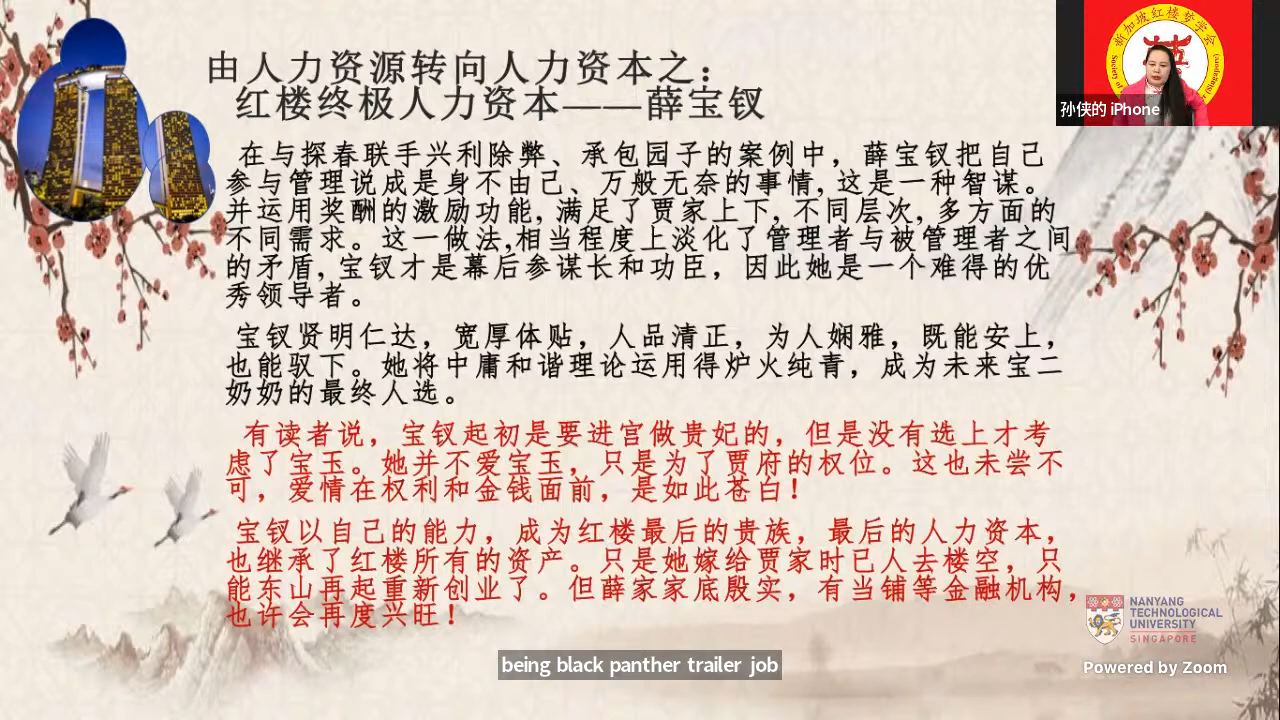 由人力资源转向人力资本之：
红楼终极人力资本——薛宝钗
在与探春联手兴利除弊、承包园子的案例中，薛宝钗把自己
参与管理说成是身不由己、万般无奈的事情,这是一种智谋。
并运用奖酬的激励功能,满足了贾家上下,不同层次,多方面的
不同需求。这一做法,相当程度上淡化了管理者与被管理者之间
的矛盾,宝钗才是幕后参谋长和功臣，因此她是一个难得的优
秀领导者。
宝钗贤明仁达，宽厚体贴，人品清正，为人娴雅，既能安上，
也能驭下。她将中庸和谐理论运用得炉火纯青，成为未来宝二
奶奶的最终人选。
有读者说，宝钗起初是要进宫做贵妃的，但是没有选上才考
虑了宝玉。她并不爱宝玉，只是为了贾府的权位。这也未尝不
可，爱情在权利和金钱面前，是如此苍白！
宝钗以自己的能力，成为红楼最后的贵族，最后的人力资本，
也继承了红楼所有的资产。只是她嫁给贾家时已人去楼空，只
能东山再起重新创业了。但薛家家底殷实，有当铺等金融机构，
也许会再度兴旺！
新加坡红楼梦学会
孙侠的 iPhone
NANYANG
TECHNOLOGICAL
UNIVERSITY
SINGAPORE
Powered by Zoom
being black panther trailer job